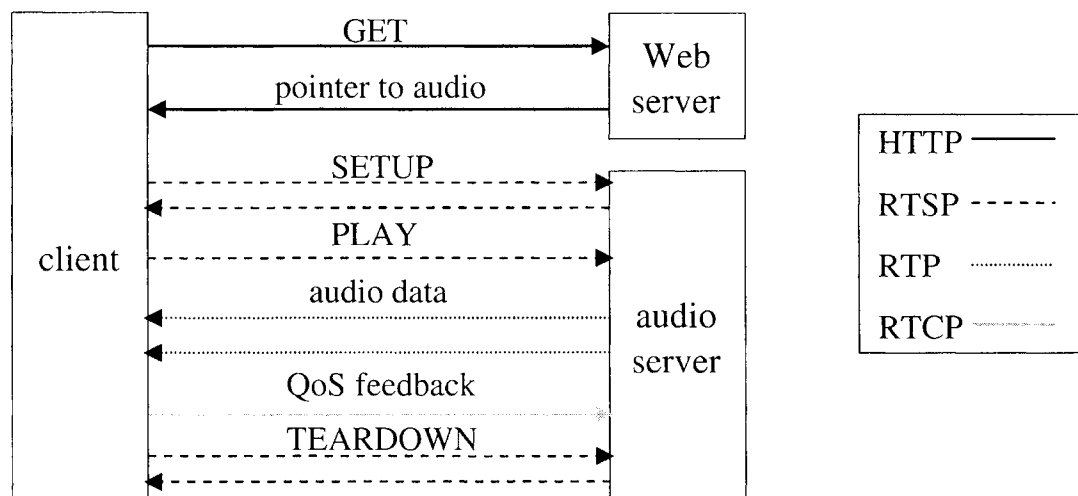 GET
Web
server
pointer to audio
HTTP
SETUP
RTSP
PLAY
client
RTP
audio data
audio
server
RTCP
QoS feedback
TEARDOWN